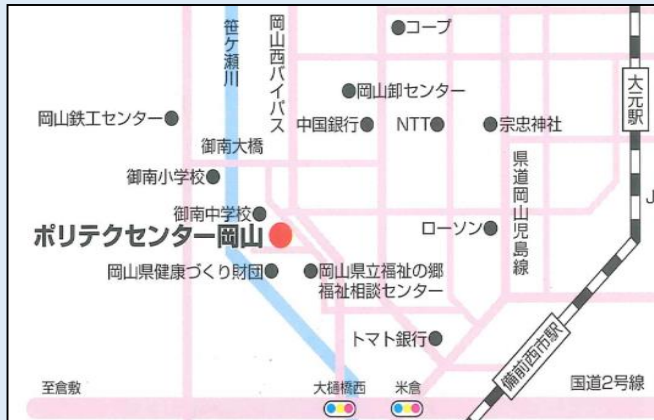 コープ
笹ケ瀬川
岡山西バイパス
大元駅
岡山卸センター
岡山鉄工センター
中国銀行
NTT
宗忠神社
御南大橋
県道岡山児島線
御南小学校
J
御南中学校
ポリテクセンター岡山
ローソン
岡山県健康づくり財団
岡山県立福祉の郷
福祉相談センター
トマト銀行
備前西市駅
至倉敷
大樋橋西
米倉
国道2号線